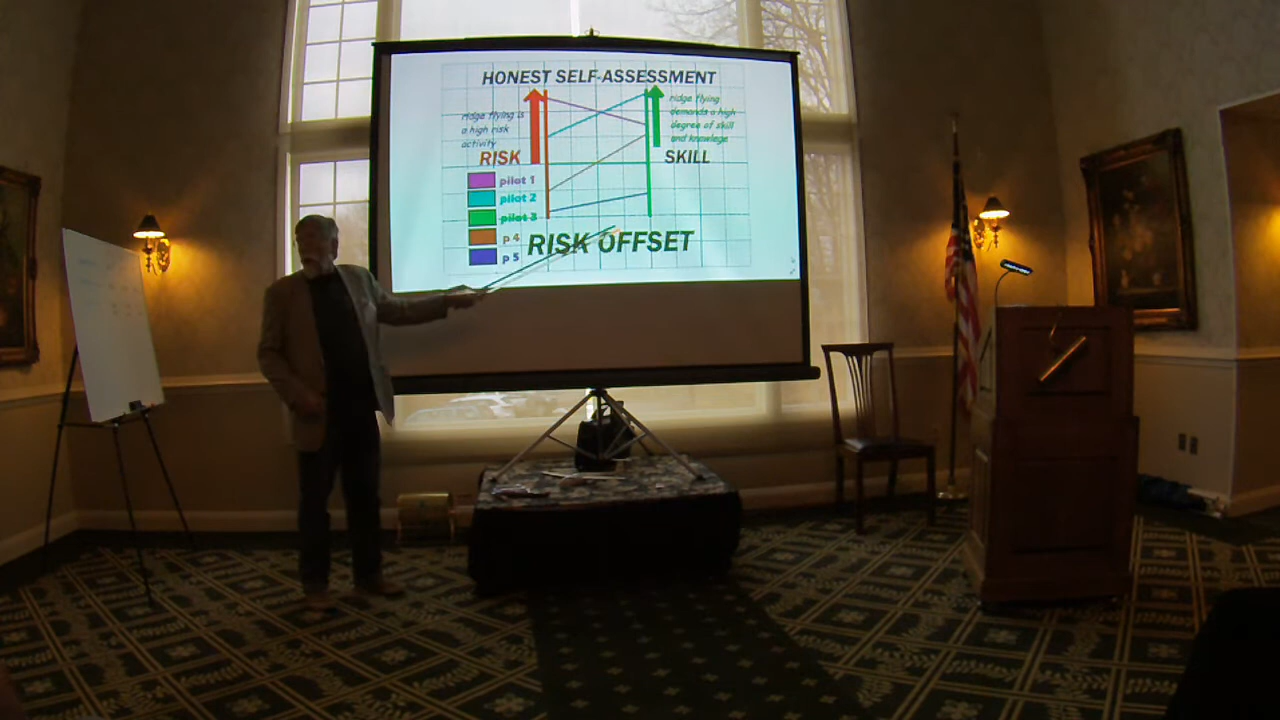 HONEST SELF-ASSESSMENT
ridge flying is
a high risk
activity
RISK
ridge flying
demands a high
degree of skill
and knowlege
SKILL
pilot 1
pilot 2
pilot 3
p 4
p 5
RISK OFFSET